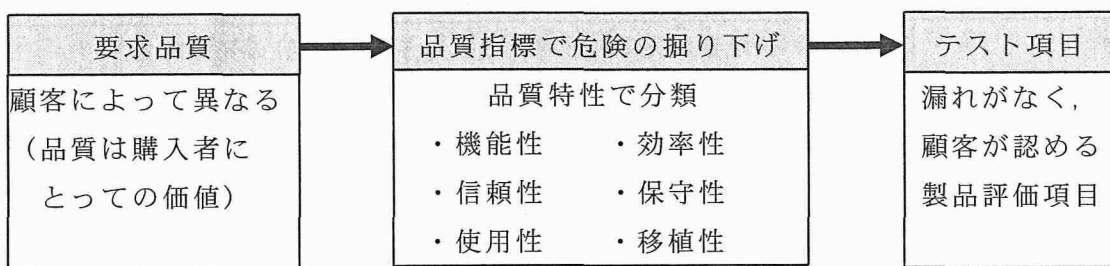 要求品質
顧客によって異なる
（品質は購入者に
とっての価値）
品質指標で危険の掘り下げ
品質特性で分類
・機能性 ・効率性
・信頼性 ・保守性
・使用性 ・移植性
テスト項目
漏れがなく，
顧客が認める
製品評価項目